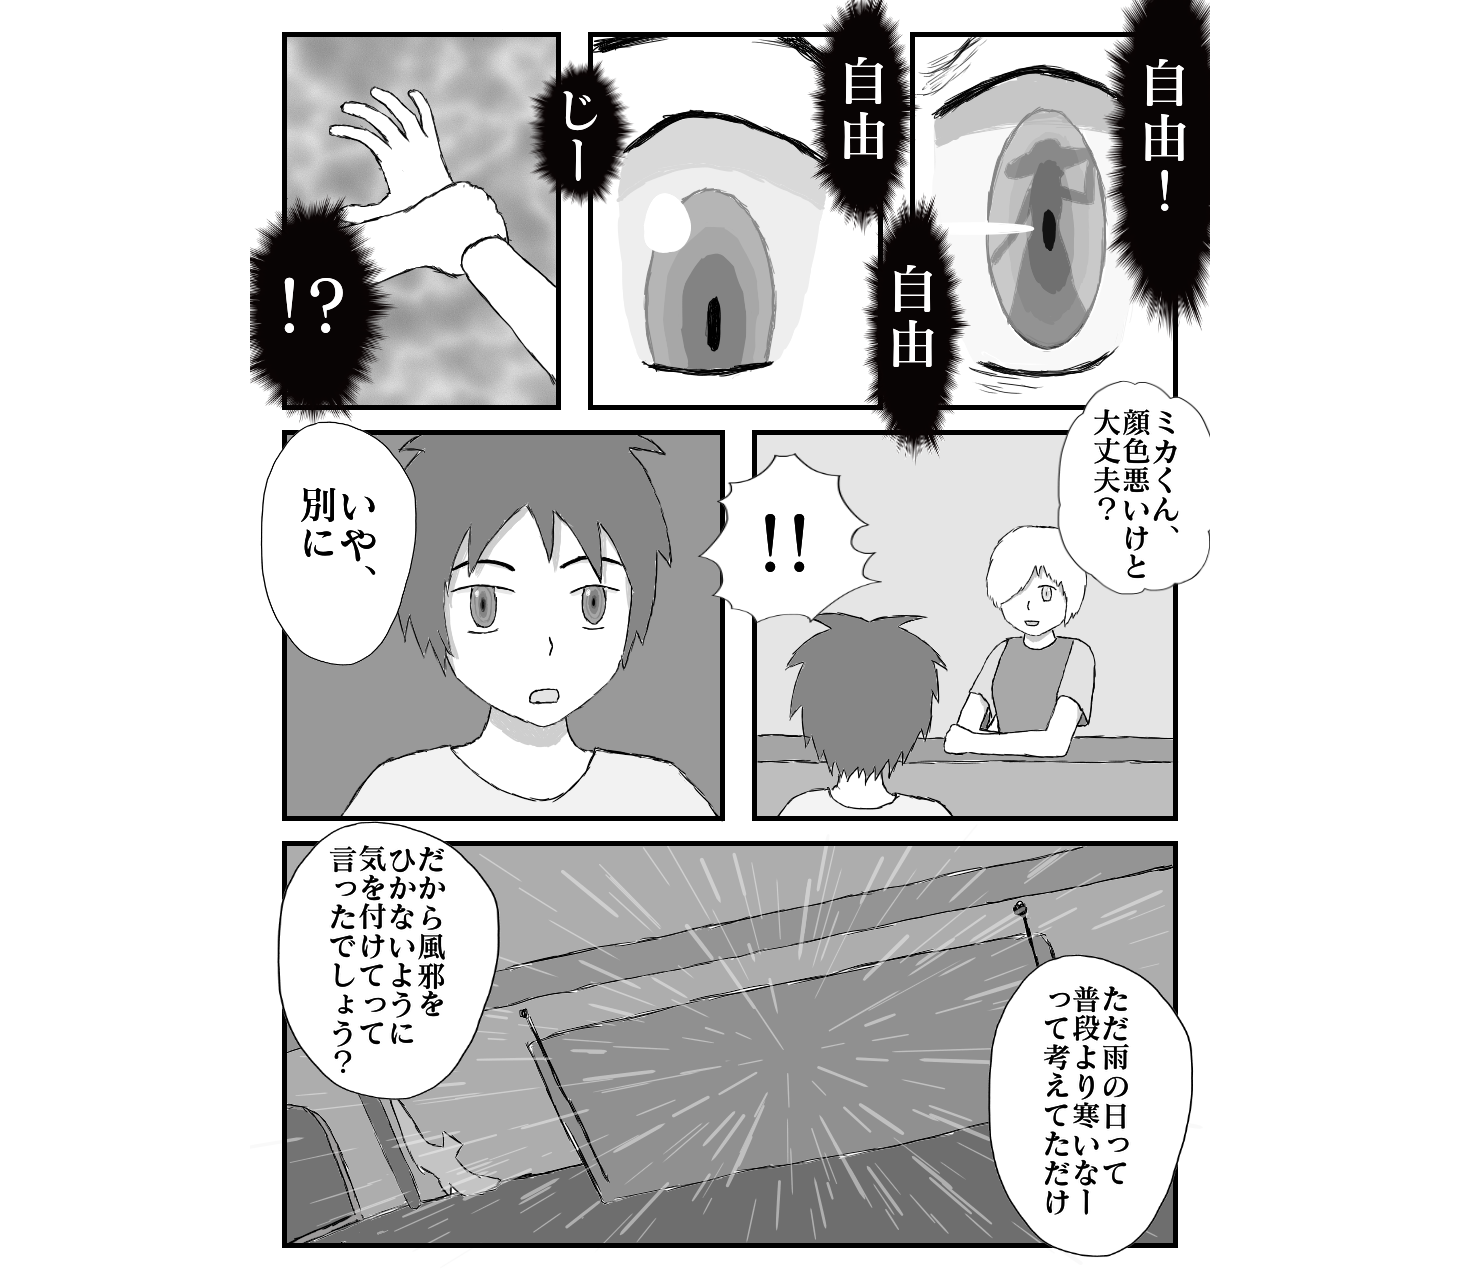 自由！
自由
自由
じー
！？
ミカくん、
顔色悪いけと
大丈夫？
！！
いや、
別に
ただ雨の日って
普段より寒いなー
って考えてただけ
だから風邪を
ひかないように
気を付けてって
言ったでしょう？